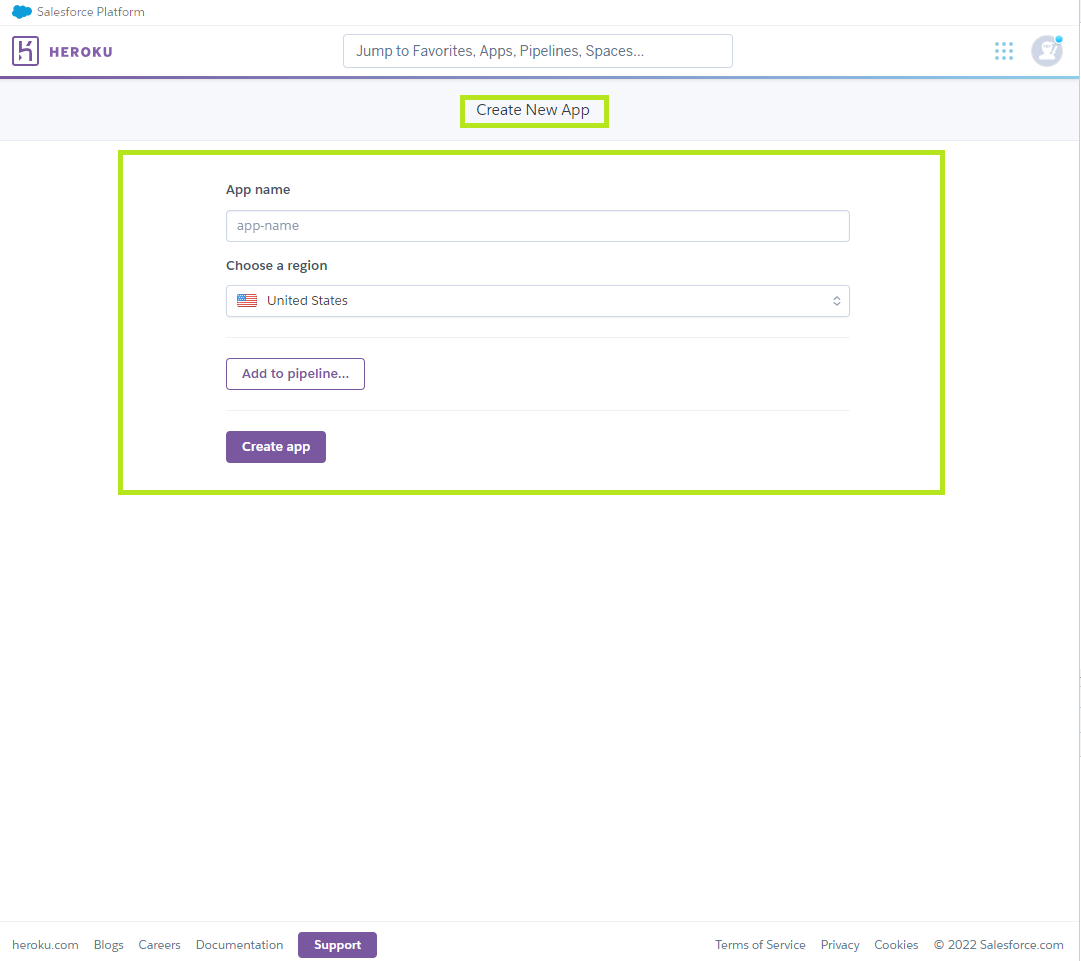 Salesforce Platform
HEROKU
Jump to Favorites, Apps, Pipelines, Spaces...
Create New App
App name
app-name
Choose a region
United States
Add to pipeline...
Create app
heroku.com Blogs Careers Documentation Support Terms of Service Privacy Cookies © 2022 Salesforce.com